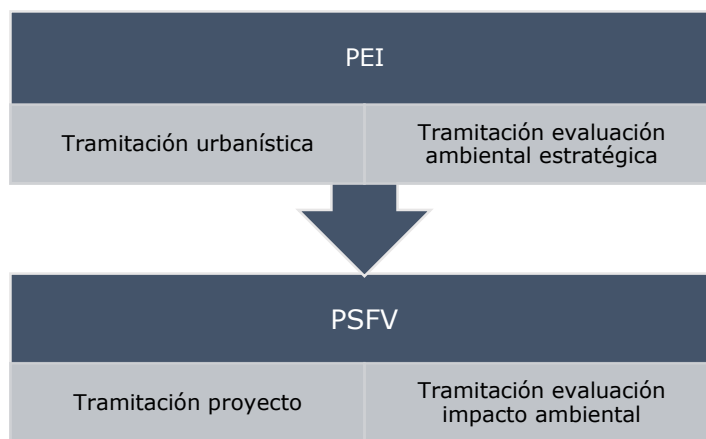 PEI
Tramitación urbanística
Tramitación evaluación
ambiental estratégica
PSFV
Tramitación proyecto
Tramitación evaluación
impacto ambiental